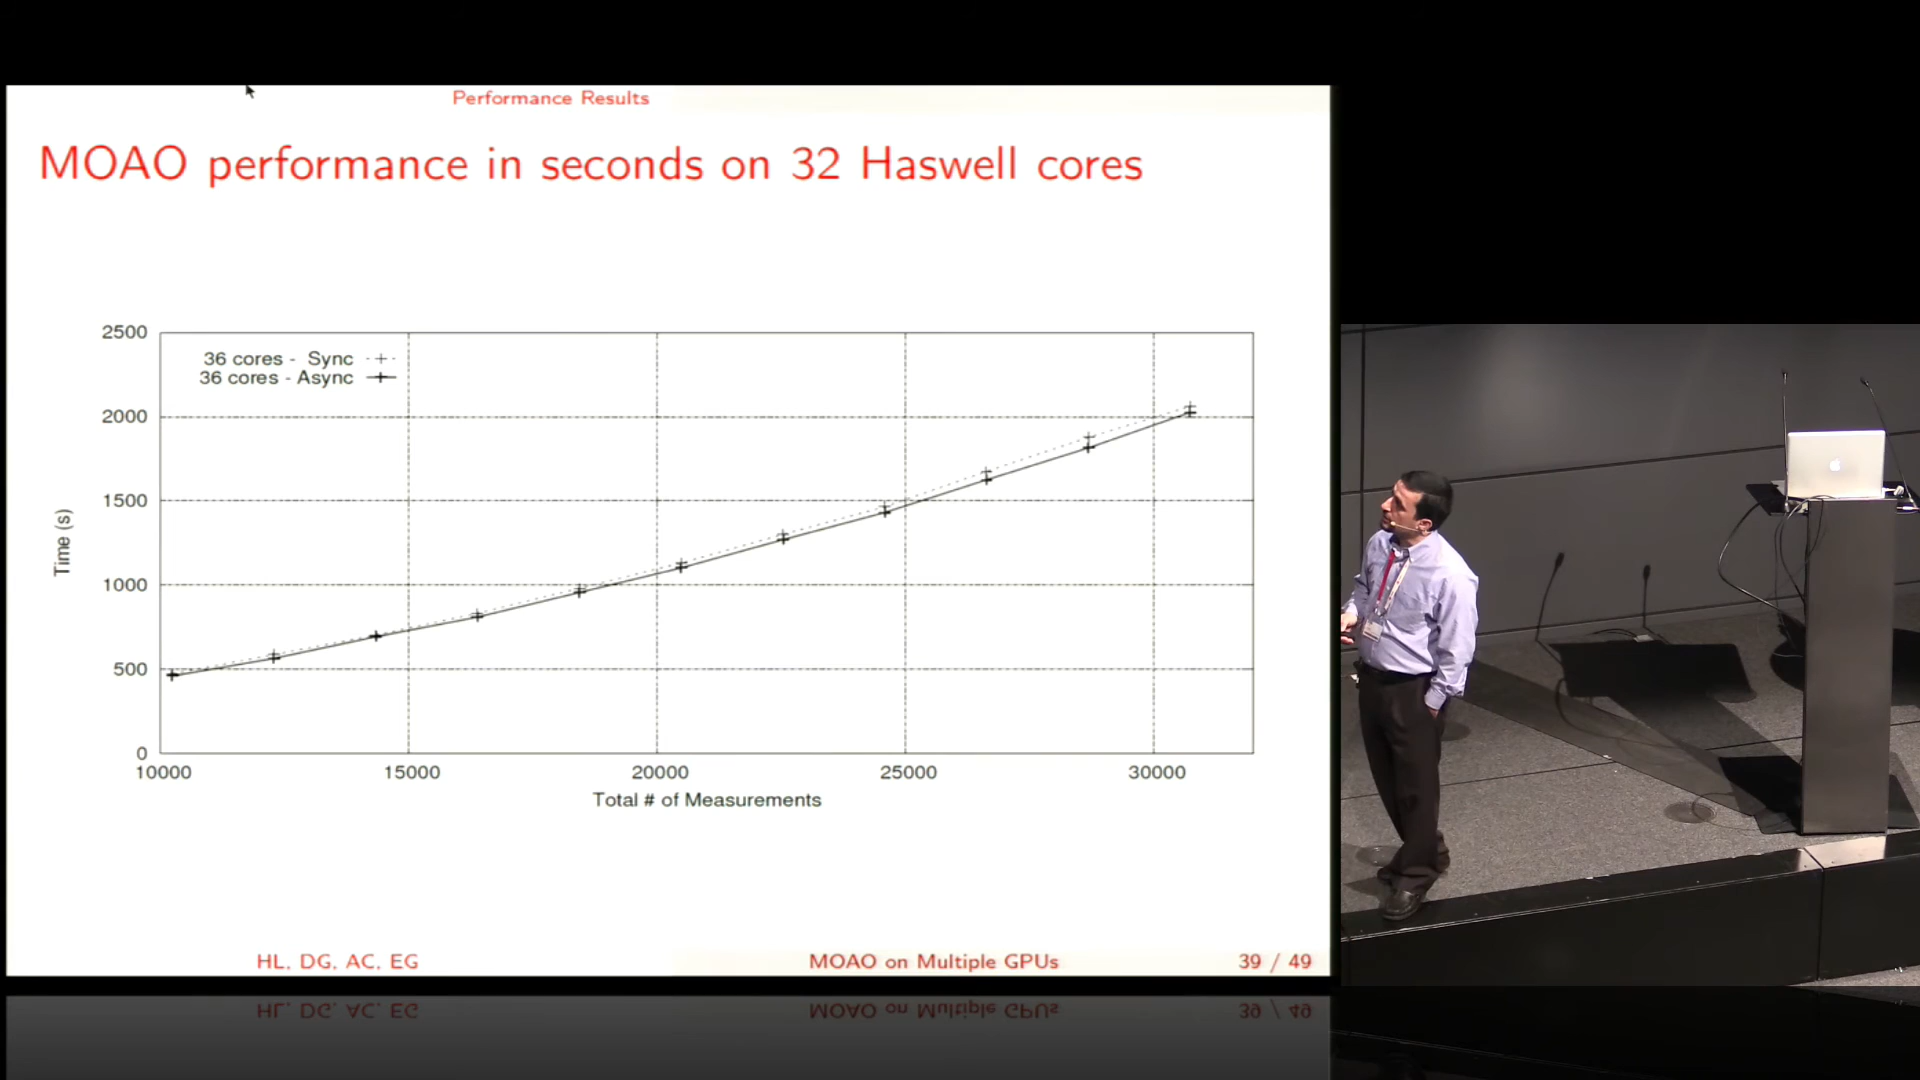 Performance Results
MOAO performance in seconds on 32 Haswell cores
2500
36 cores - Sync
36 cores - Async
2000
1500
1000
500
0
Time (s)
10000 15000 20000 25000 30000
Total # of Measurements
HL, DG, AC, EG MOAO on Multiple GPUs 39 / 49